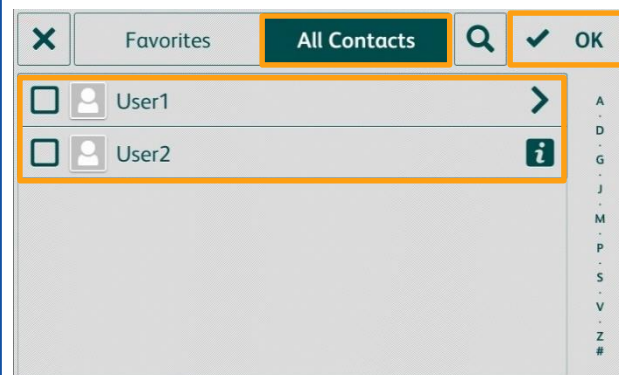 Favorites All Contacts OK
User1
User2
A
.
D
.
G
.
J
.
M
.
P
.
S
.
V
.
Z
#